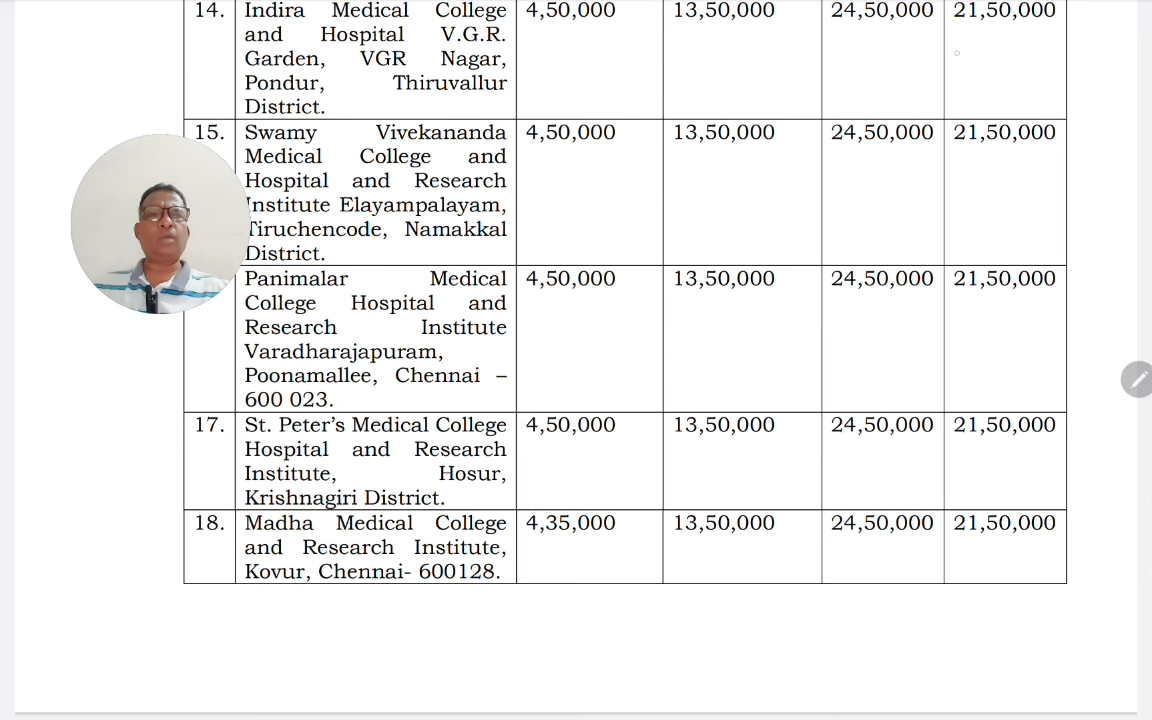 14. Indira Medical College 4,50,000 13,50,000 24,50,000 21,50,000
and Hospital V.G.R.
Garden, VGR Nagar,
Pondur, Thiruvallur
District.
15. Swamy Vivekananda 4,50,000 13,50,000 24,50,000 21,50,000
Medical College and
Hospital and Research
Institute Elayampalayam,
Tiruchencode, Namakkal
District.
Panimalar Medical 4,50,000 13,50,000 24,50,000 21,50,000
College Hospital and
Research Institute
Varadharajapuram,
Poonamallee, Chennai –
600 023.
17. St. Peter’s Medical College 4,50,000 13,50,000 24,50,000 21,50,000
Hospital and Research
Institute, Hosur,
Krishnagiri District.
18. Madha Medical College 4,35,000 13,50,000 24,50,000 21,50,000
and Research Institute,
Kovur, Chennai- 600128.